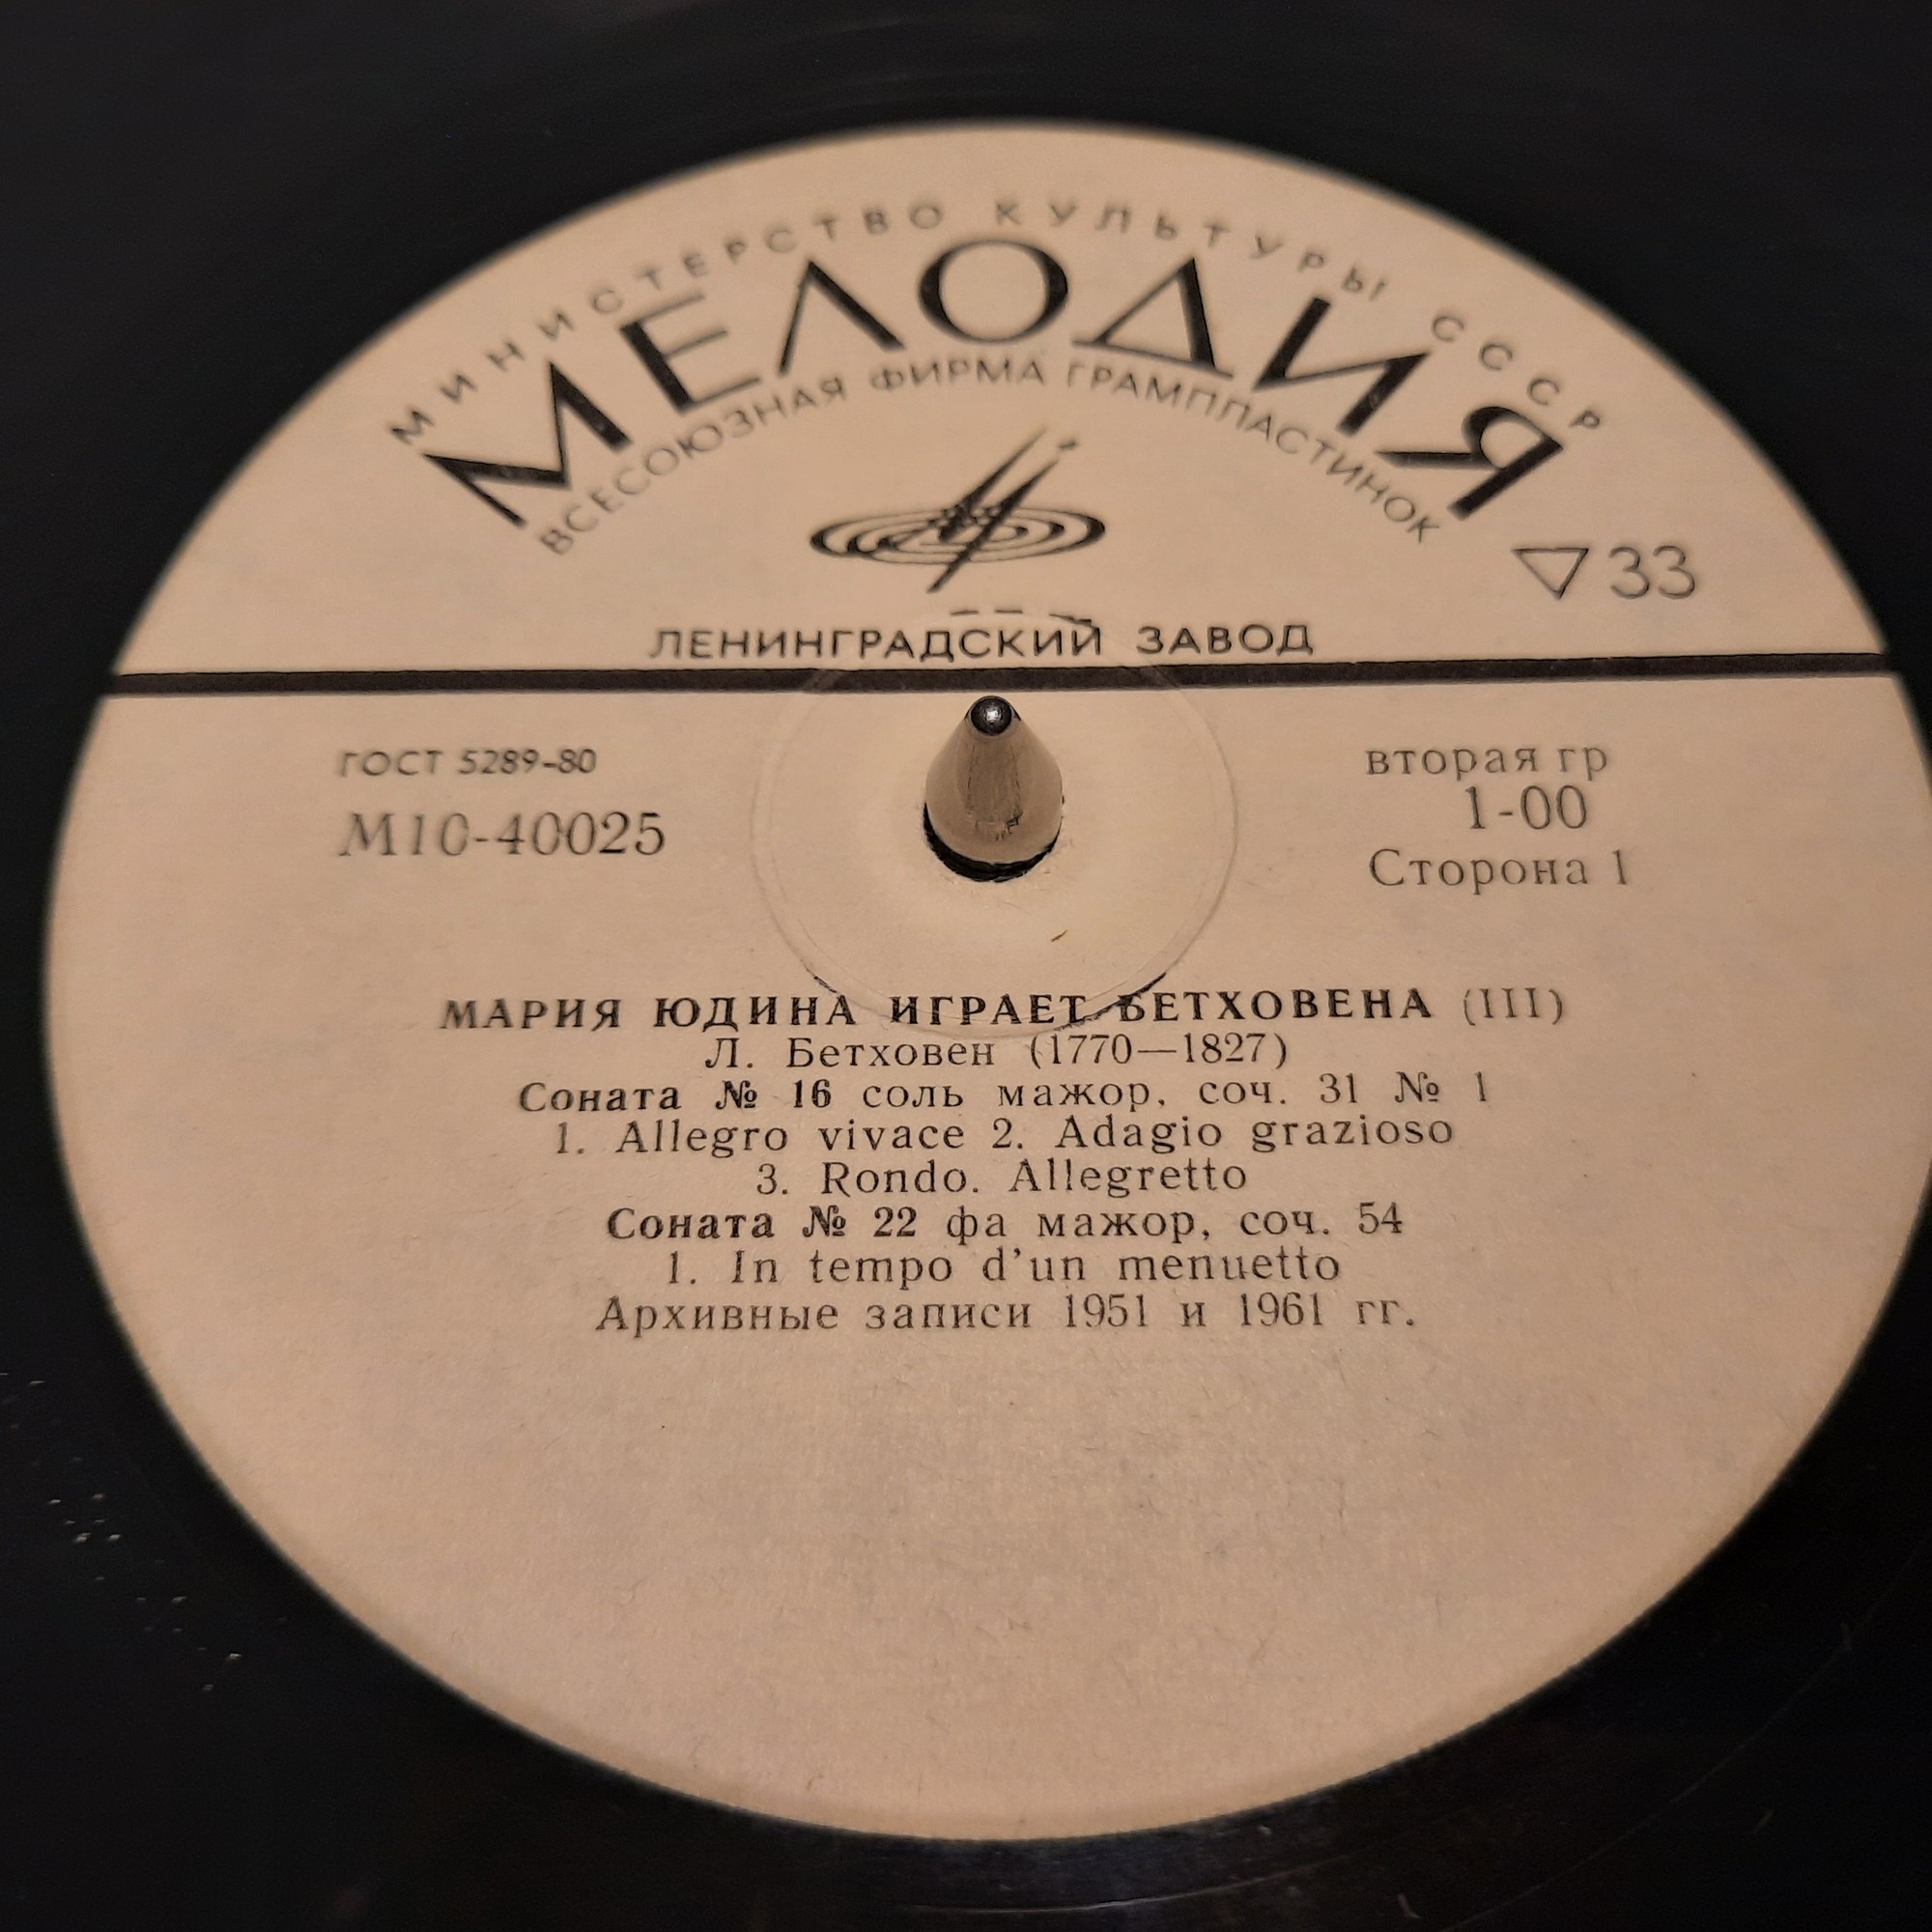 МИНИСТЕРСТВО КУЛЬТУРЫ СССР
МЕЛОДИЯ
ВСЕСОЮЗНАЯ ФИРМА ГРАМПЛАСТИНОК
33
ЛЕНИНГРАДСКИЙ ЗАВОД
ГОСТ 5289-80
М10-40025
вторая гр
1-00
Сторона 1
МАРИЯ ЮДИНА ИГРАЕТ БЕТХОВЕНА (III)
Л. Бетховен (1770—1827)
Соната № 16 соль мажор, соч. 31 № 1
1. Allegro vivace 2. Adagio grazioso
3. Rondo. Allegretto
Соната № 22 фа мажор, соч. 54
1. In tempo d'un menuetto
Архивные записи 1951 и 1961 гг.